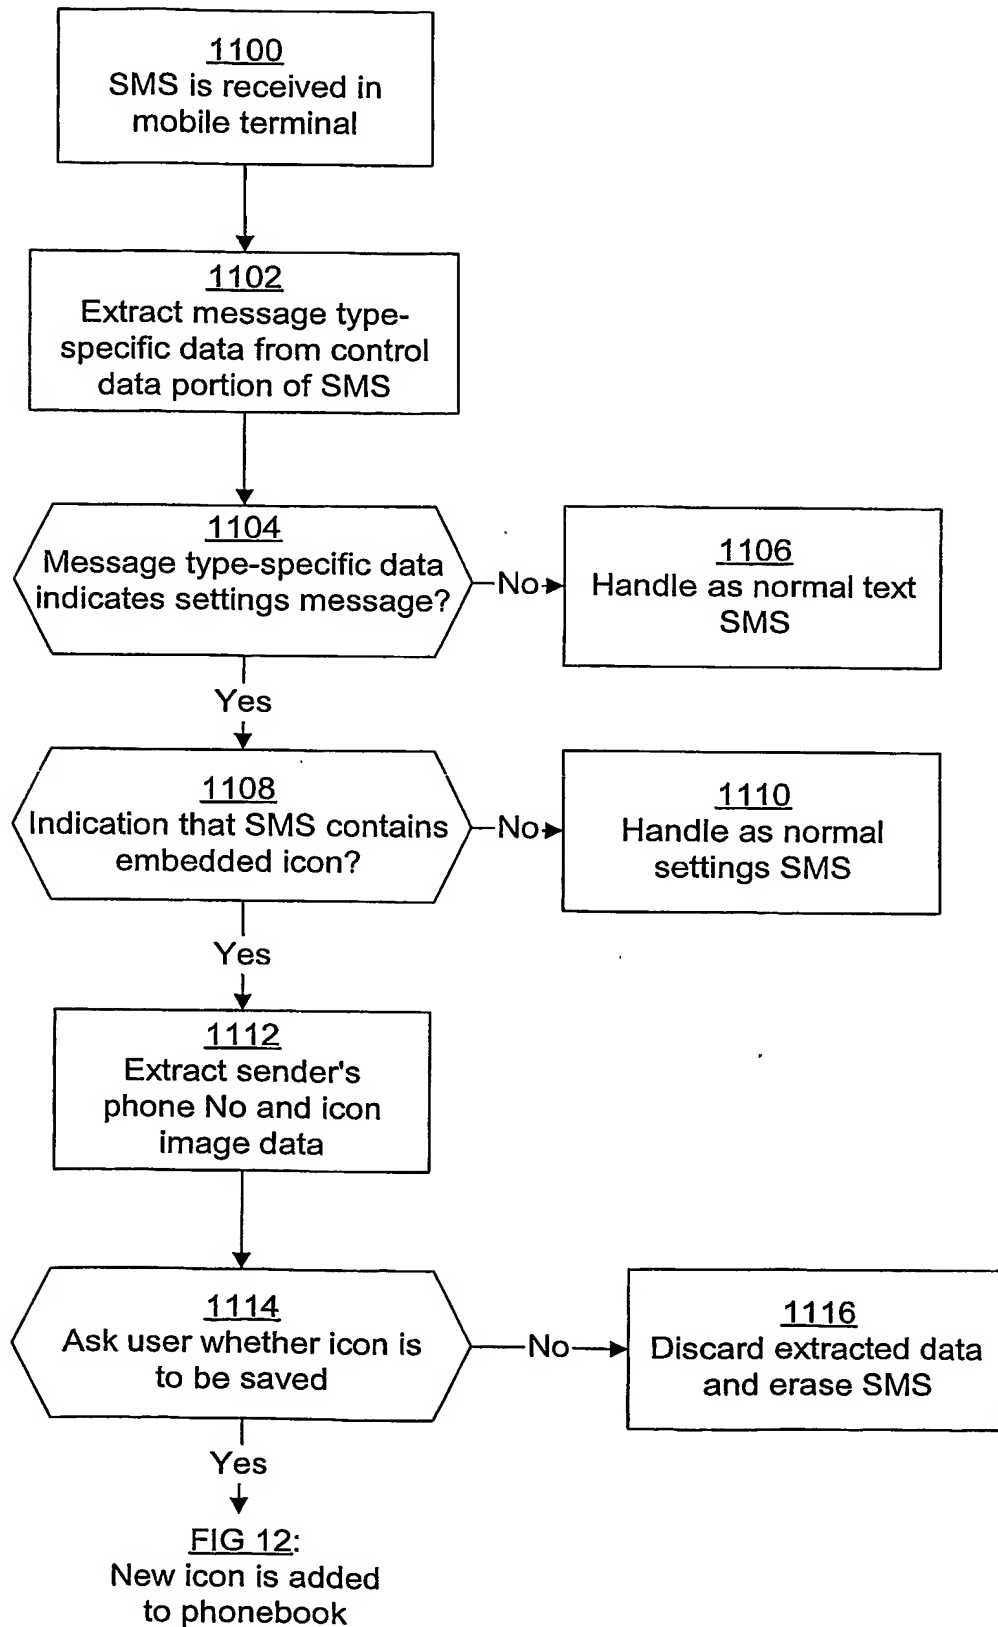 1100
SMS is received in
mobile terminal
1102
Extract message type-
specific data from control
data portion of SMS
1104
Message type-specific data
indicates settings message?
No
1106
Handle as normal text
SMS
Yes
1108
Indication that SMS contains
embedded icon?
No
1110
Handle as normal
settings SMS
Yes
1112
Extract sender's
phone No and icon
image data
1114
Ask user whether icon is
to be saved
No
1116
Discard extracted data
and erase SMS
Yes
FIG 12:
New icon is added
to phonebook